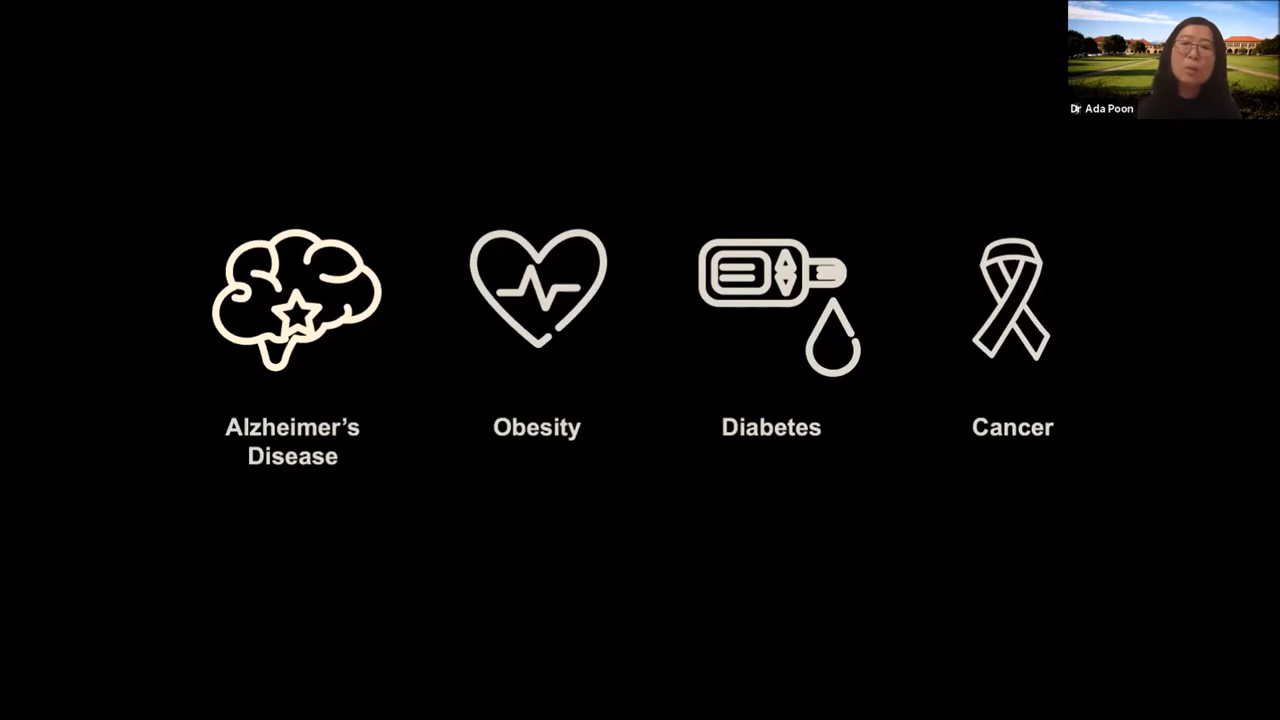 Dr Ada Poon
Alzheimer's
Disease
Obesity
Diabetes
Cancer